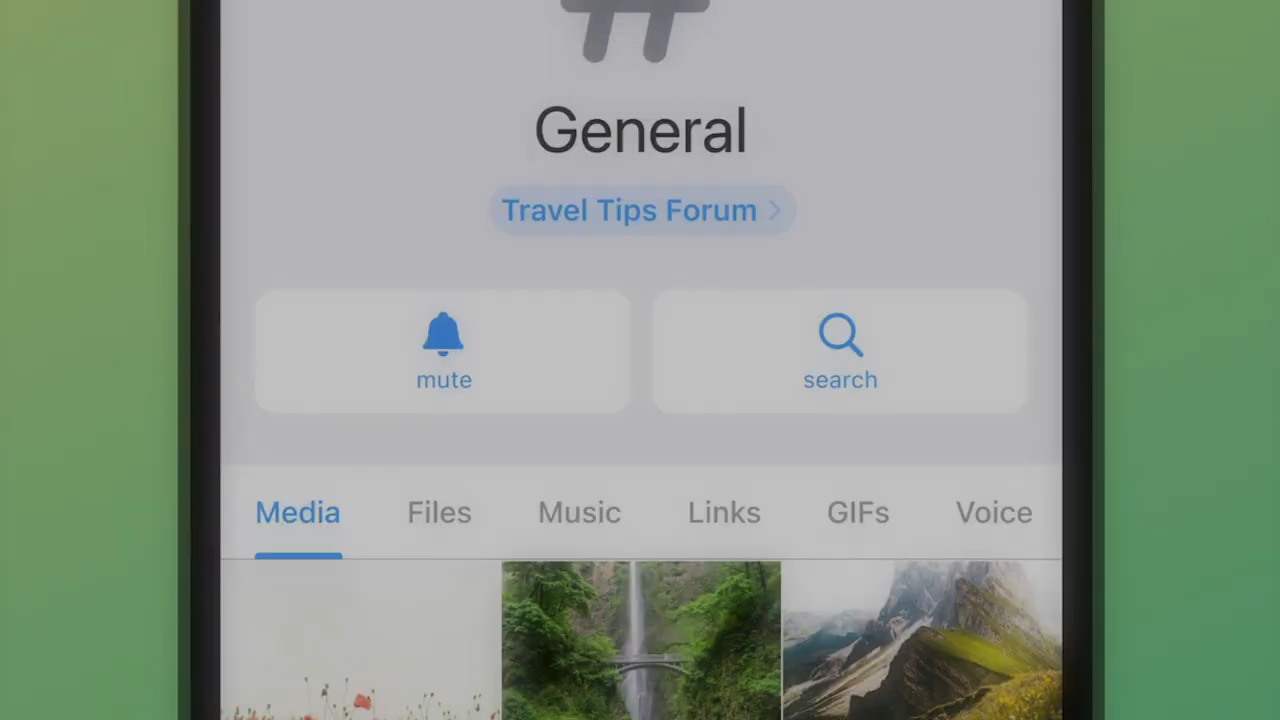 General
Travel Tips Forum
mute
search
Media Files Music Links GIFs Voice